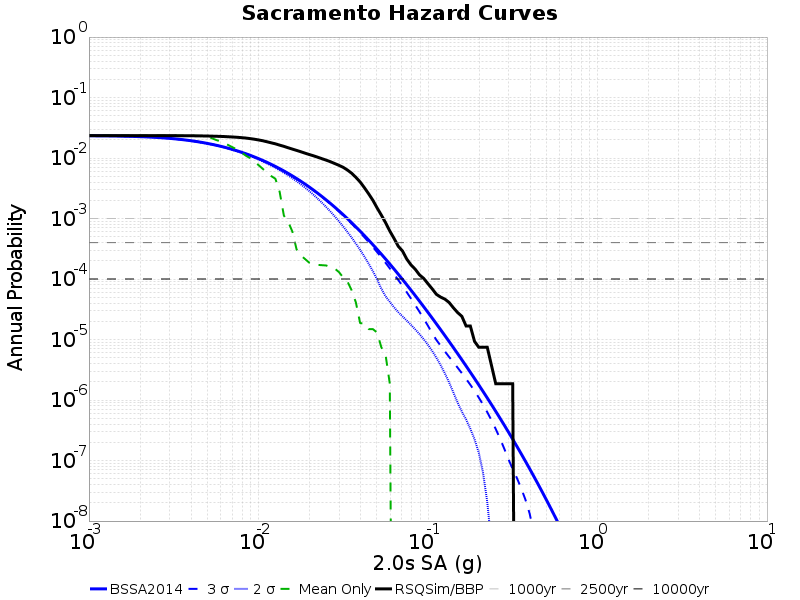 Sacramento Hazard Curves
10^0
10^-1
10^-2
10^-3
10^-4
10^-5
10^-6
10^-7
10^-8
Annual Probability
10^-3 10^-2 10^-1 10^0 10^1
2.0s SA (g)
BSSA2014 3 σ 2 σ Mean Only RSQSim/BBP 1000yr 2500yr 10000yr